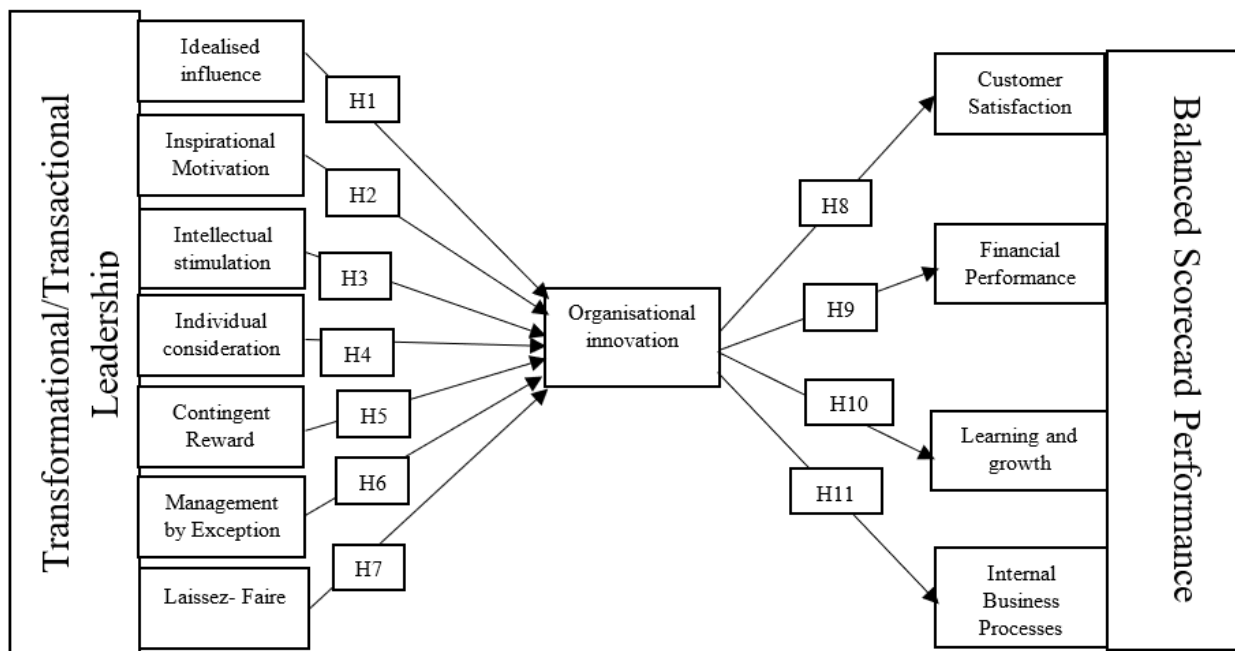 Transformational/Transactional
Leadership
Idealised
influence
Inspirational
Motivation
Intellectual
stimulation
Individual
consideration
Contingent
Reward
Management
by Exception
Laissez- Faire
H1
H2
H3
H4
H5
H6
H7
Organisational
innovation
H8
H9
H10
H11
Customer
Satisfaction
Financial
Performance
Learning and
growth
Internal
Business
Processes
Balanced Scorecard Performance